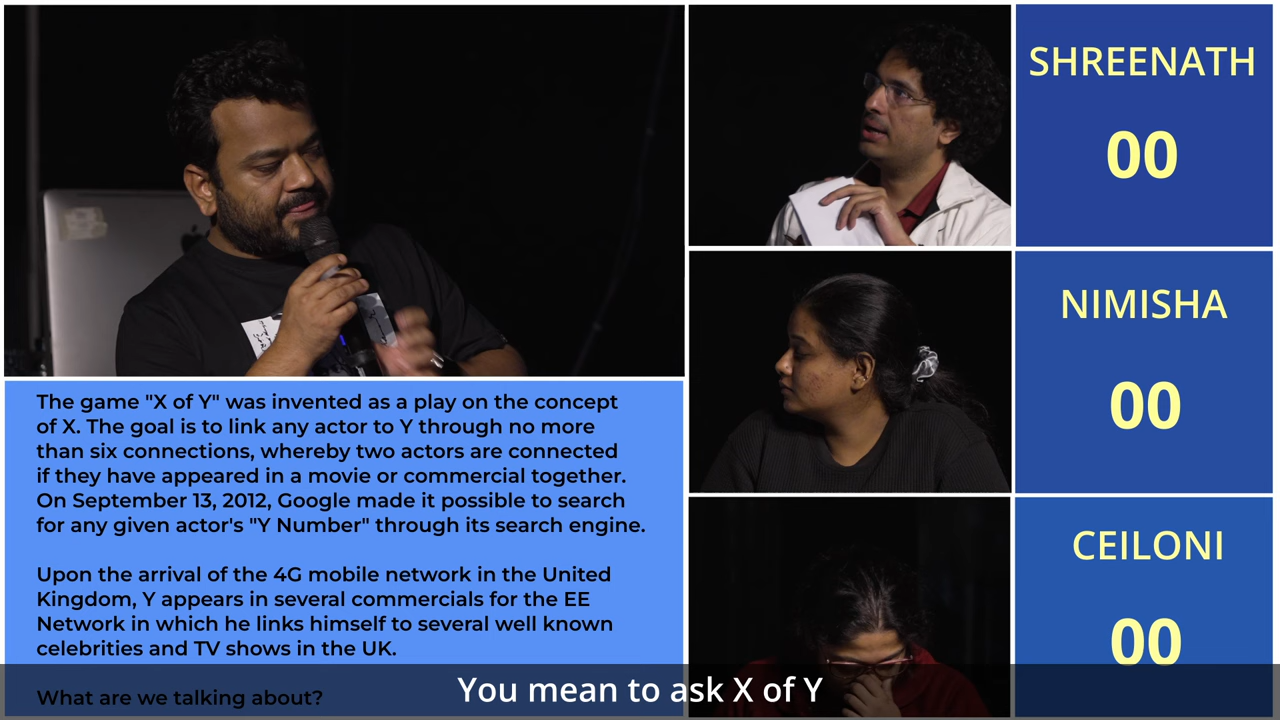 SHREENATH
00
NIMISHA
00
CEILONI
00
The game "X of Y" was invented as a play on the concept
of X. The goal is to link any actor to Y through no more
than six connections, whereby two actors are connected
if they have appeared in a movie or commercial together.
On September 13, 2012, Google made it possible to search
for any given actor's "Y Number" through its search engine.
Upon the arrival of the 4G mobile network in the United
Kingdom, Y appears in several commercials for the EE
Network in which he links himself to several well known
celebrities and TV shows in the UK.
What are we talking about?
You mean to ask X of Y